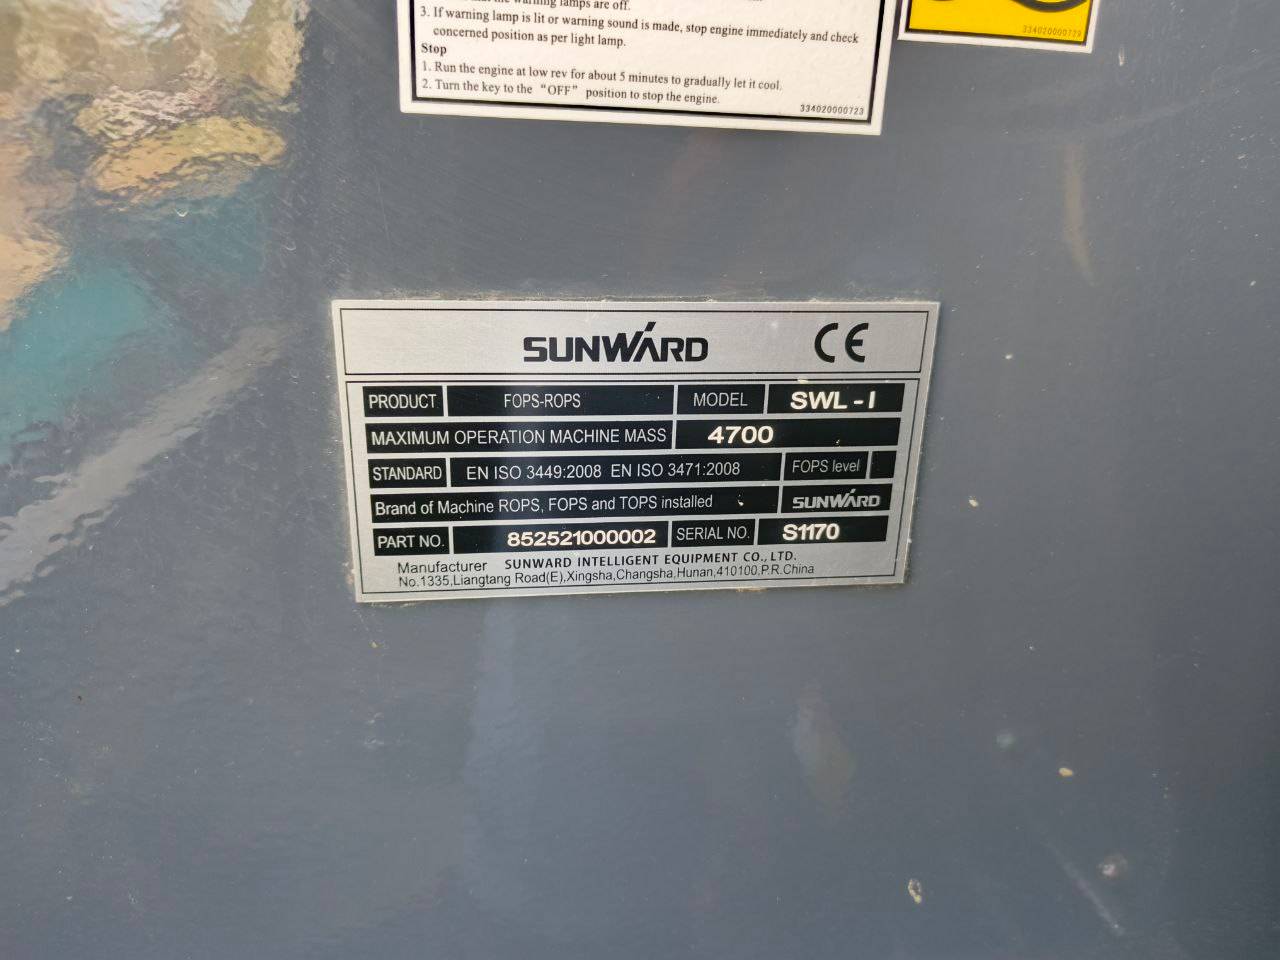 warning lamps are off.
3. If warning lamp is lit or warning sound is made, stop engine immediately and check
concerned position as per light lamp.
Stop
1. Run the engine at low rev for about 5 minutes to gradually let it cool.
2. Turn the key to the “OFF” position to stop the engine.
334020000723
334020000729
SUNWARD CE
PRODUCT FOPS-ROPS MODEL SWL-I
MAXIMUM OPERATION MACHINE MASS 4700
STANDARD EN ISO 3449:2008 EN ISO 3471:2008 FOPS level
Brand of Machine ROPS, FOPS and TOPS installed SUNWARD
PART NO. 852521000002 SERIAL NO. S1170
Manufacturer SUNWARD INTELLIGENT EQUIPMENT CO., LTD.
No.1335,Liangtang Road(E),Xingsha,Changsha,Hunan,410100,P.R.China